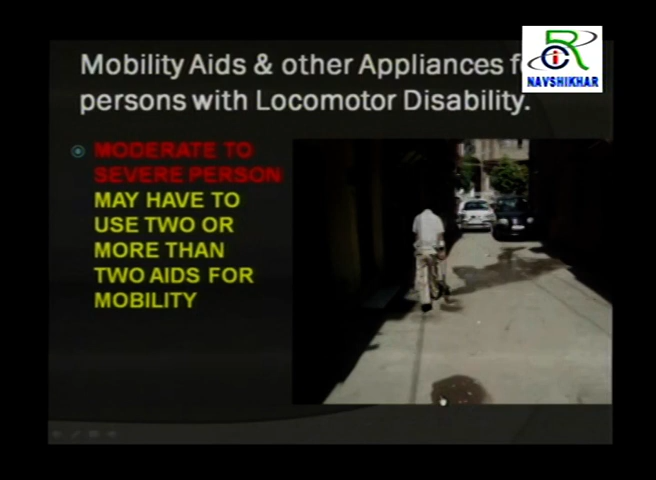 Mobility Aids & other Appliances
persons with Locomotor Disability.
MODERATE TO
SEVERE PERSON
MAY HAVE TO
USE TWO OR
MORE THAN
TWO AIDS FOR
MOBILITY
NAVSHIKHAR